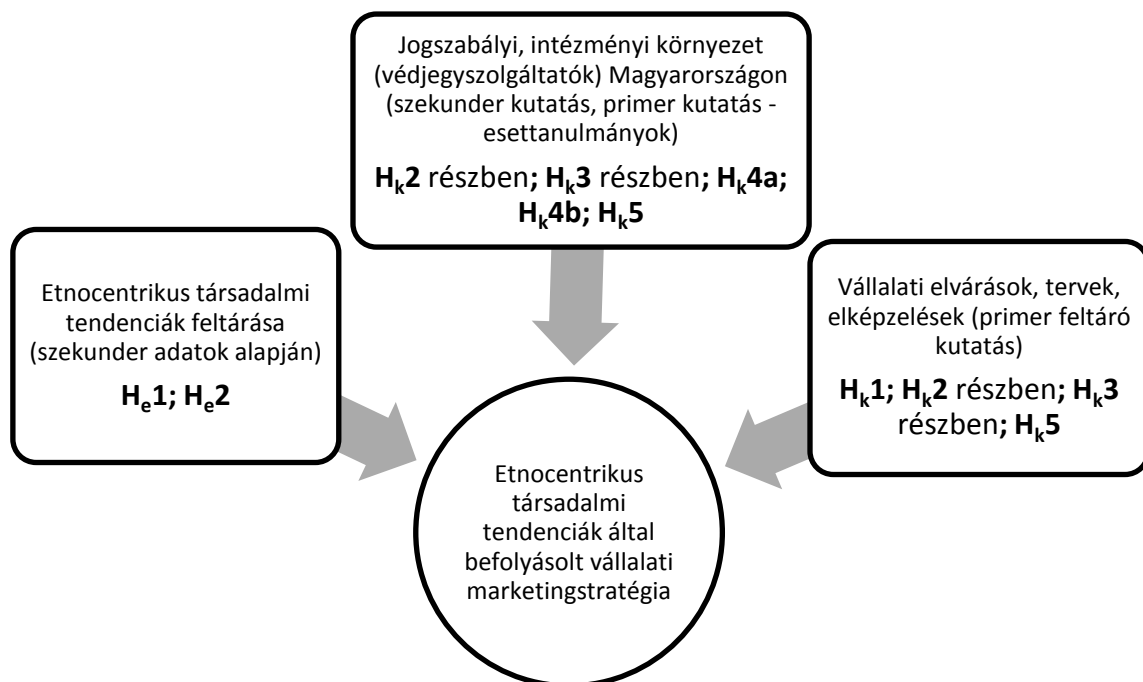 Jogszabályi, intézményi környezet
(védjegyszolgáltatók) Magyarországon
(szekunder kutatás, primer kutatás -
esettanulmányok)
Hk2 részben; Hk3 részben; Hk4a;
Hk4b; Hk5
Etnocentrikus társadalmi
tendenciák feltárása
(szekunder adatok alapján)
He1; He2
Vállalati elvárások, tervek,
elképzelések (primer feltáró
kutatás)
Hk1; Hk2 részben; Hk3
részben; Hk5
Etnocentrikus
társadalmi
tendenciák által
befolyásolt vállalati
marketingstratégia